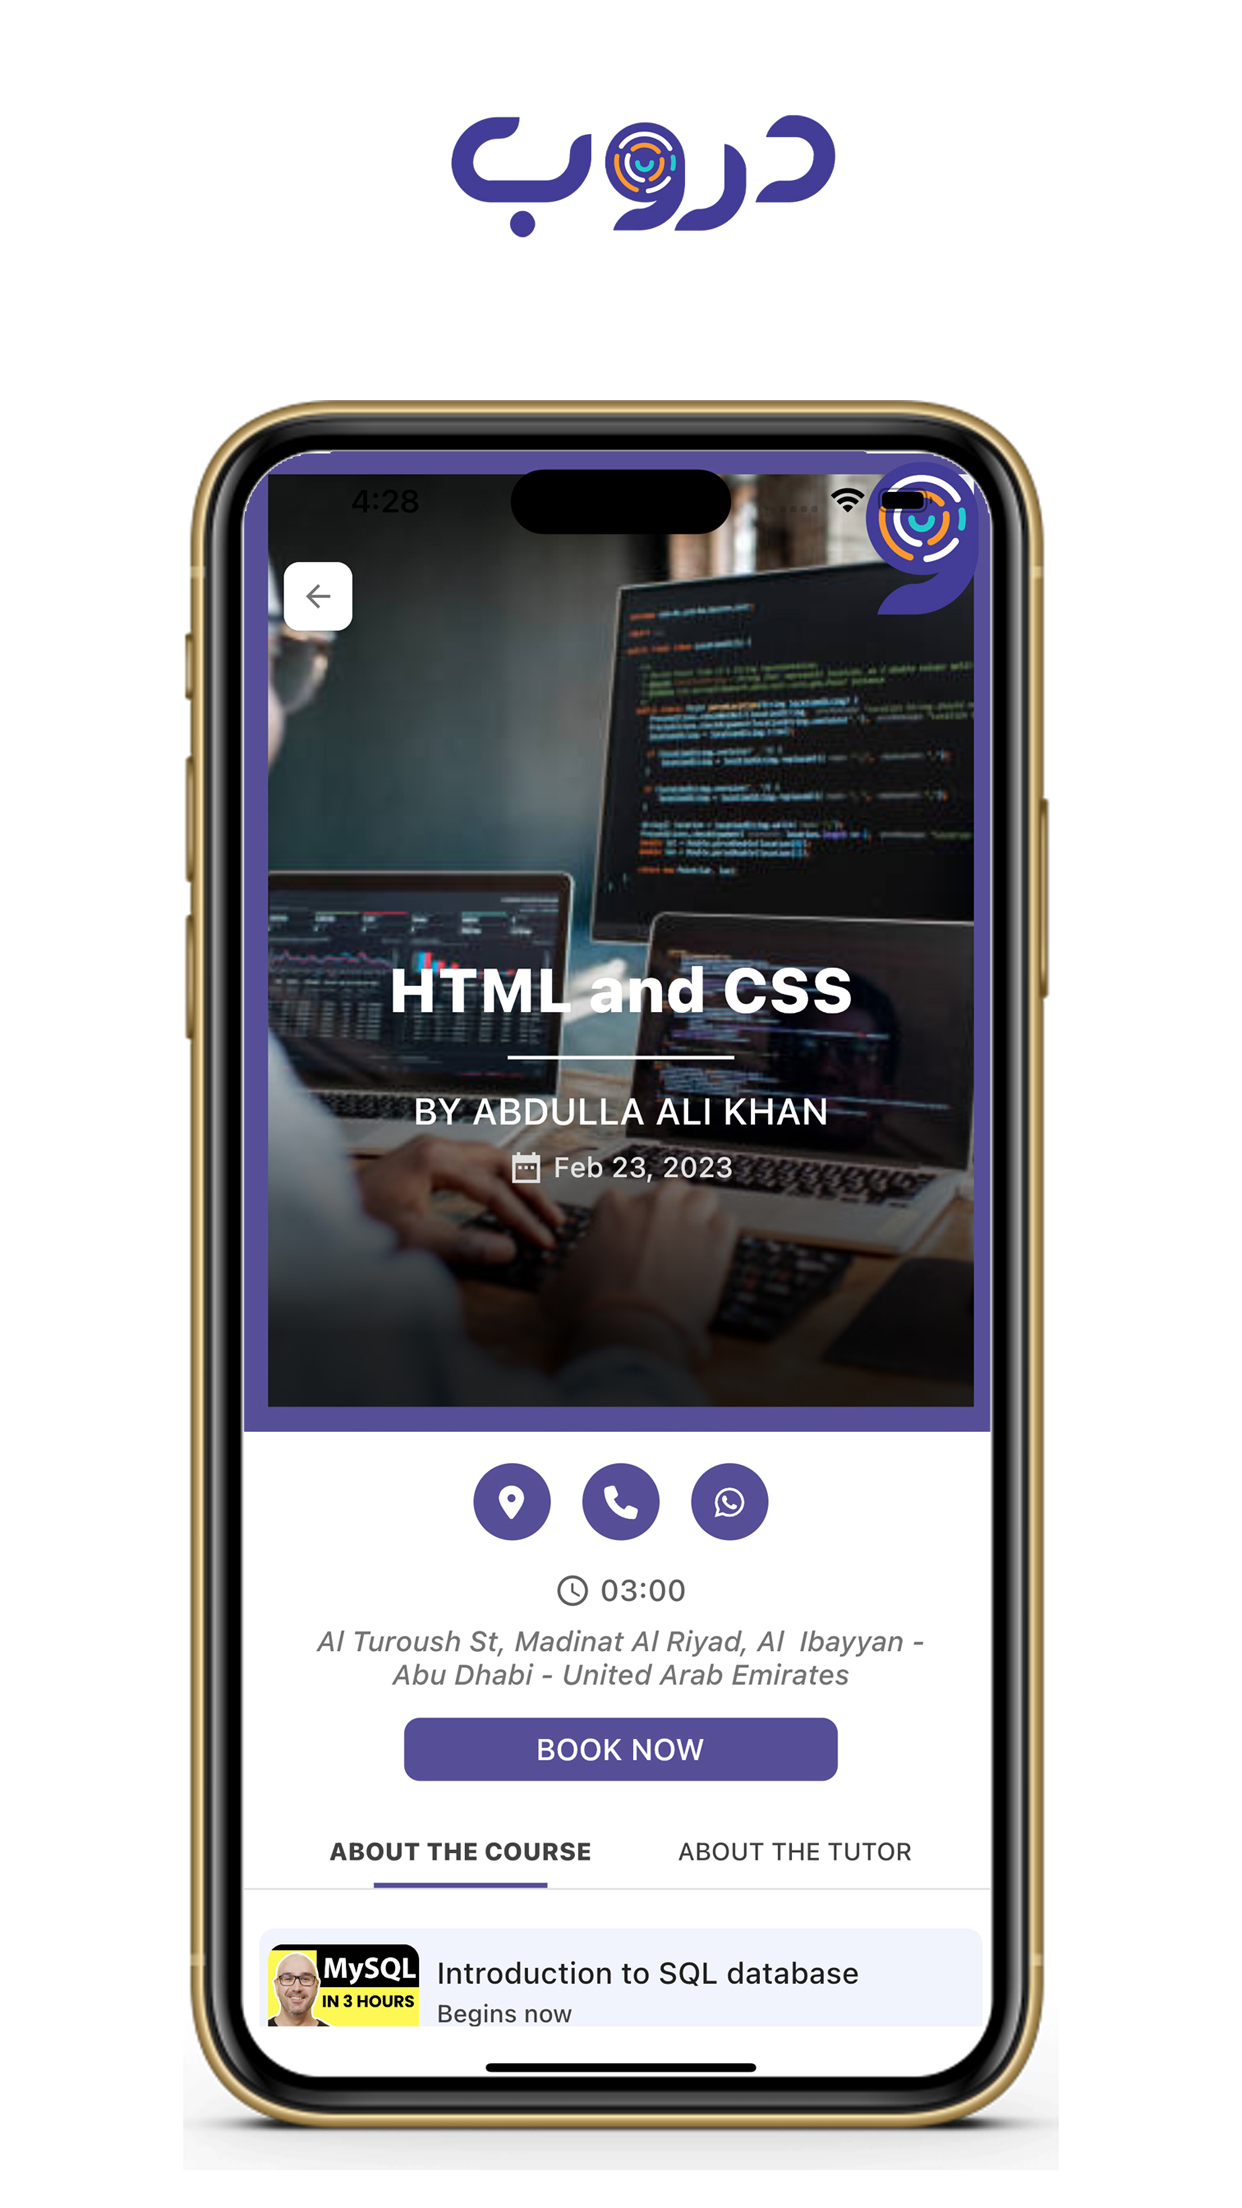 دروب
4:28
HTML and CSS
BY ABDULLA ALI KHAN
Feb 23, 2023
03:00
Al Turoush St, Madinat Al Riyad, Al  Ibayyan -
Abu Dhabi - United Arab Emirates
BOOK NOW
ABOUT THE COURSE
ABOUT THE TUTOR
MySQL
IN 3 HOURS
Introduction to SQL database
Begins now